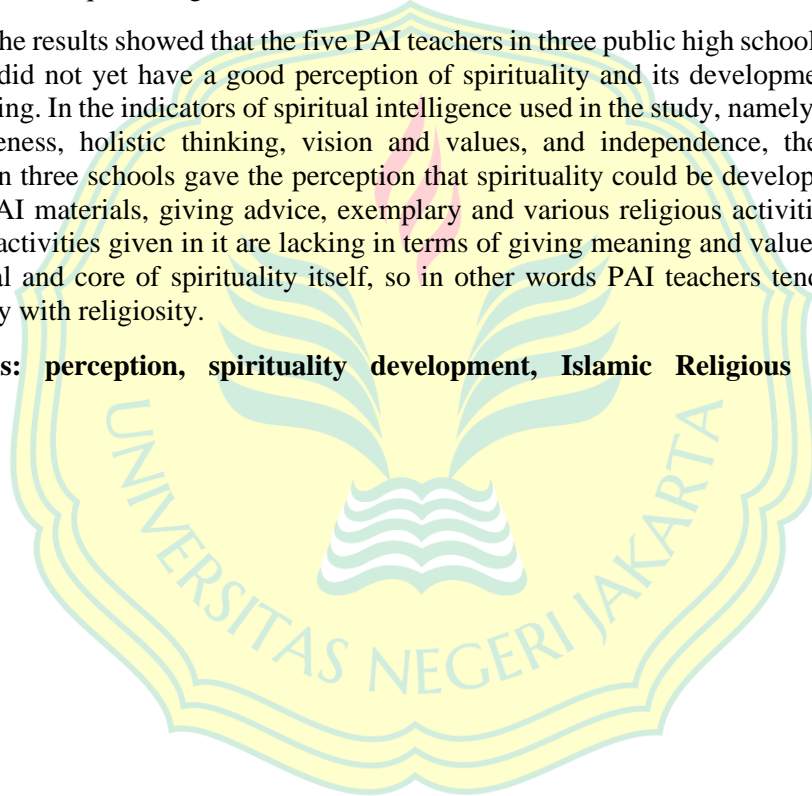 he results showed that the five PAI teachers in three public high school
did not yet have a good perception of spirituality and its developme
ing. In the indicators of spiritual intelligence used in the study, namely
eness, holistic thinking, vision and values, and independence, the
n three schools gave the perception that spirituality could be develop
AI materials, giving advice, exemplary and various religious activiti
activities given in it are lacking in terms of giving meaning and value
al and core of spirituality itself, so in other words PAI teachers tend
y with religiosity.
s: perception, spirituality development, Islamic Religious
UNIVERSITAS NEGERI JAKARTA